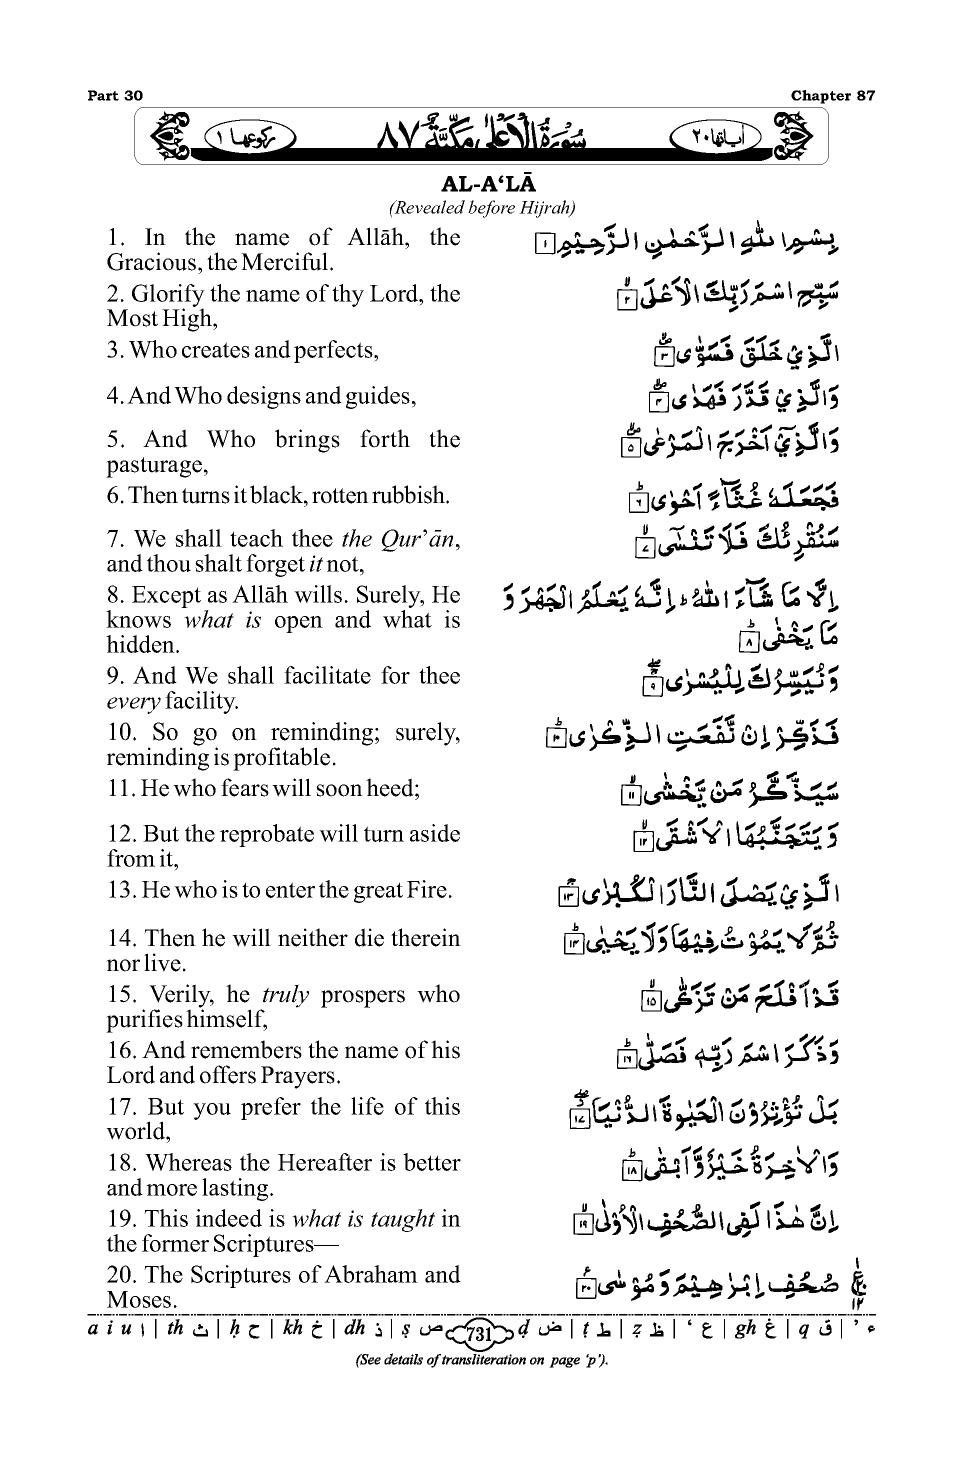 Part 30 Chapter 87
رکوعها ١ سُوْرَةُ الْاَعْلٰی مَکِّيَّةٌ ٨٧ اٰیاتها ٢٠
AL-A‘LĀ
(Revealed before Hijrah)
1. In the name of Allāh, the
Gracious, the Merciful.
بِسْمِ اللّٰهِ الرَّحْمٰنِ الرَّحِيْمِ ١
2. Glorify the name of thy Lord, the
Most High,
سَبِّحِ اسْمَ رَبِّكَ الْاَعْلَى ٢
3. Who creates and perfects,
الَّذِيْ خَلَقَ فَسَوّٰى ٣
4. And Who designs and guides,
وَالَّذِيْ قَدَّرَ فَهَدٰى ٤
5. And Who brings forth the
pasturage,
وَالَّذِيْٓ اَخْرَجَ الْمَرْعٰى ٥
6. Then turns it black, rotten rubbish.
فَجَعَلَهٗ غُثَآءً اَحْوٰى ٦
7. We shall teach thee the Qur’ān,
and thou shalt forget it not,
سَنُقْرِئُكَ فَلَا تَنْسٰٓى ٧
8. Except as Allāh wills. Surely, He
knows what is open and what is
hidden.
اِلَّا مَا شَآءَ اللّٰهُ ؕ اِنَّهٗ يَعْلَمُ الْجَهْرَ وَ
مَا يَخْفٰى ٨
9. And We shall facilitate for thee
every facility.
وَنُيَسِّرُكَ لِلْيُسْرٰى ٩
10. So go on reminding; surely,
reminding is profitable.
فَذَكِّرْ اِنْ نَّفَعَتِ الذِّكْرٰى ١٠
11. He who fears will soon heed;
سَيَذَّكَّرُ مَنْ يَّخْشٰى ١١
12. But the reprobate will turn aside
from it,
وَيَتَجَنَّبُهَا الْاَشْقَى ١٢
13. He who is to enter the great Fire.
الَّذِيْ يَصْلَى النَّارَ الْكُبْرٰى ١٣
14. Then he will neither die therein
nor live.
ثُمَّ لَا يَمُوْتُ فِيْهَا وَلَا يَحْيٰى ١٤
15. Verily, he truly prospers who
purifies himself,
قَدْ اَفْلَحَ مَنْ تَزَكّٰى ١٥
16. And remembers the name of his
Lord and offers Prayers.
وَذَكَرَ اسْمَ رَبِّهٖ فَصَلّٰى ١٦
17. But you prefer the life of this
world,
بَلْ تُؤْثِرُوْنَ الْحَيٰوةَ الدُّنْيَا ١٧
18. Whereas the Hereafter is better
and more lasting.
وَالْاٰخِرَةُ خَيْرٌ وَّاَبْقٰى ١٨
19. This indeed is what is taught in
the former Scriptures—
اِنَّ هٰذَا لَفِى الصُّحُفِ الْاُوْلٰى ١٩
20. The Scriptures of Abraham and
Moses.
صُحُفِ اِبْرٰهِيْمَ وَمُوْسٰى ٢٠
ع ١٢
a i u ا | th ث | ḥ ح | kh خ | dh ذ | ṣ ص 731 ḍ ض | ṭ ط | ẓ ظ | ‘ ع | gh غ | q ق | ’ ء
(See details of transliteration on page ‘p’).